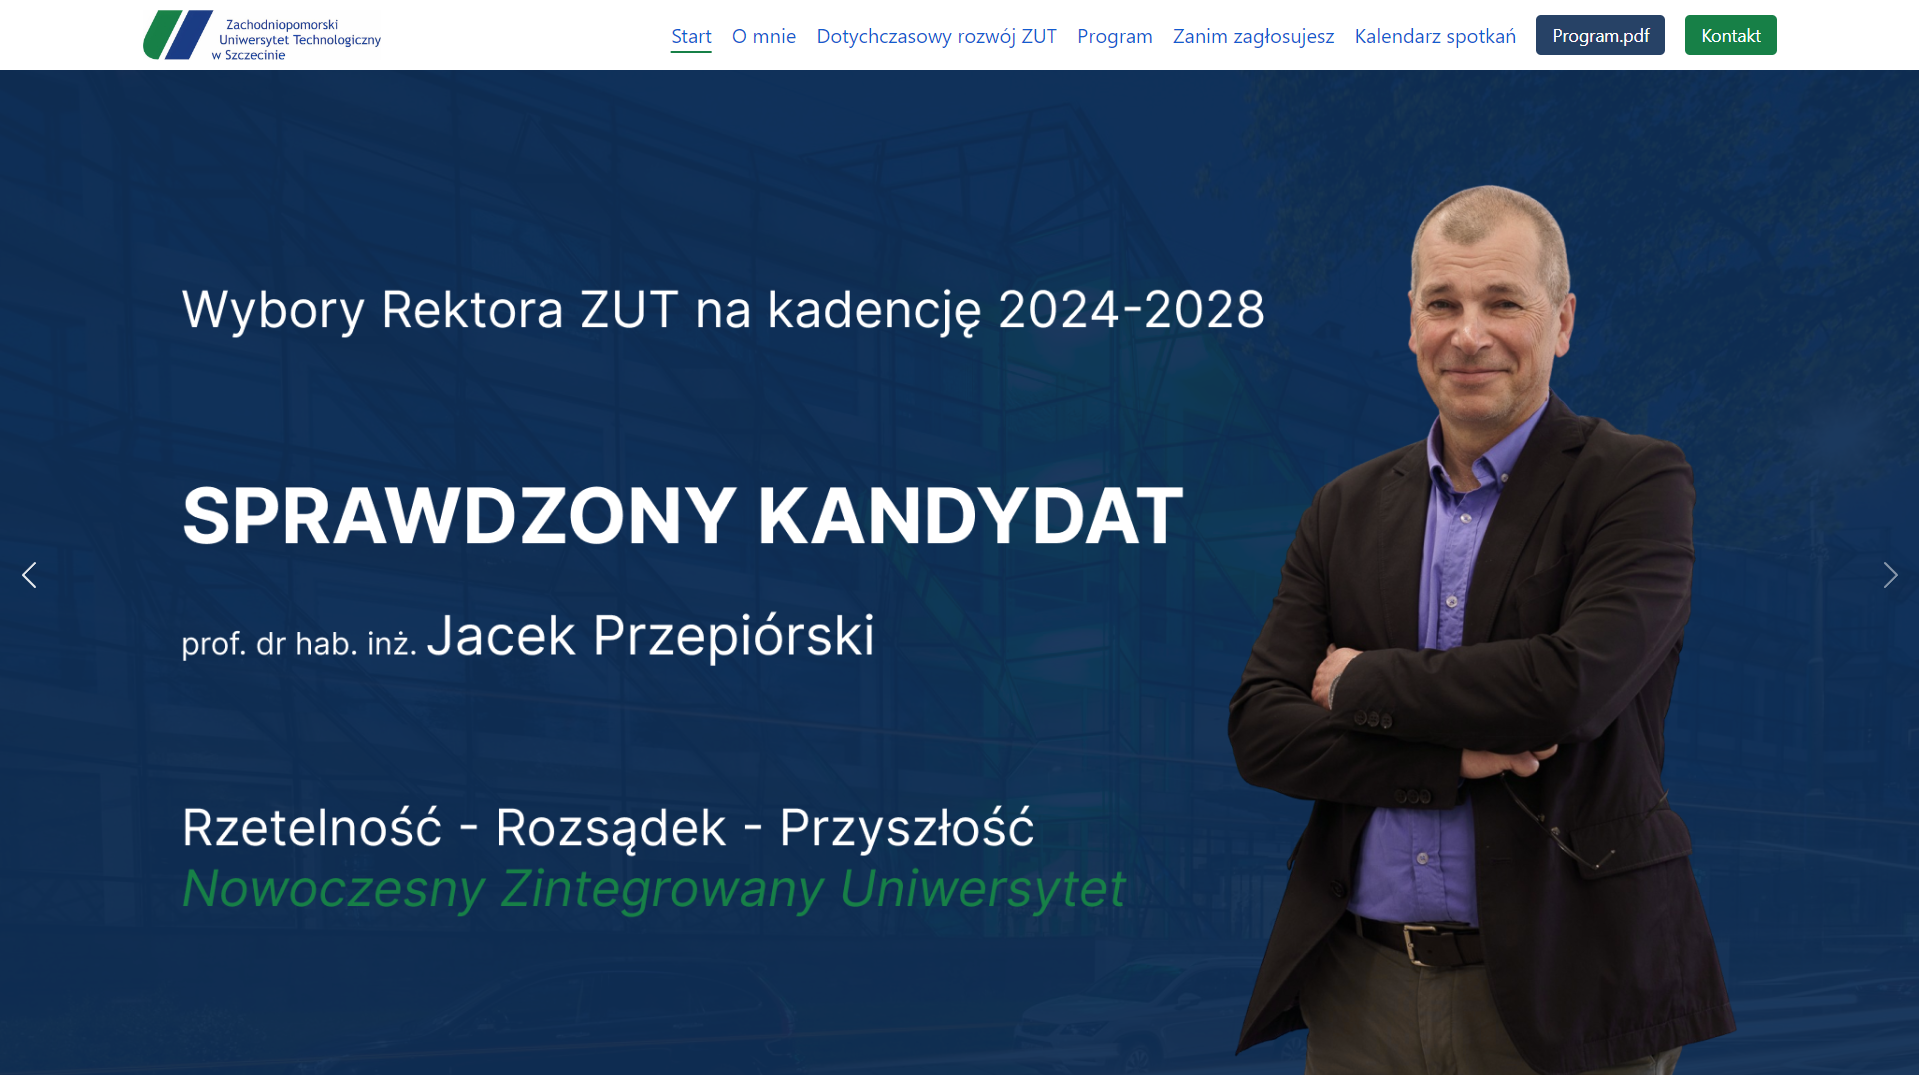 Zachodniopomorski
Uniwersytet Technologiczny
w Szczecinie
Start O mnie Dotychczasowy rozwój ZUT Program Zanim zagłosujesz Kalendarz spotkań Program.pdf Kontakt
Wybory Rektora ZUT na kadencję 2024-2028
SPRAWDZONY KANDYDAT
prof. dr hab. inż. Jacek Przepiórski
Rzetelność - Rozsądek - Przyszłość
Nowoczesny Zintegrowany Uniwersytet